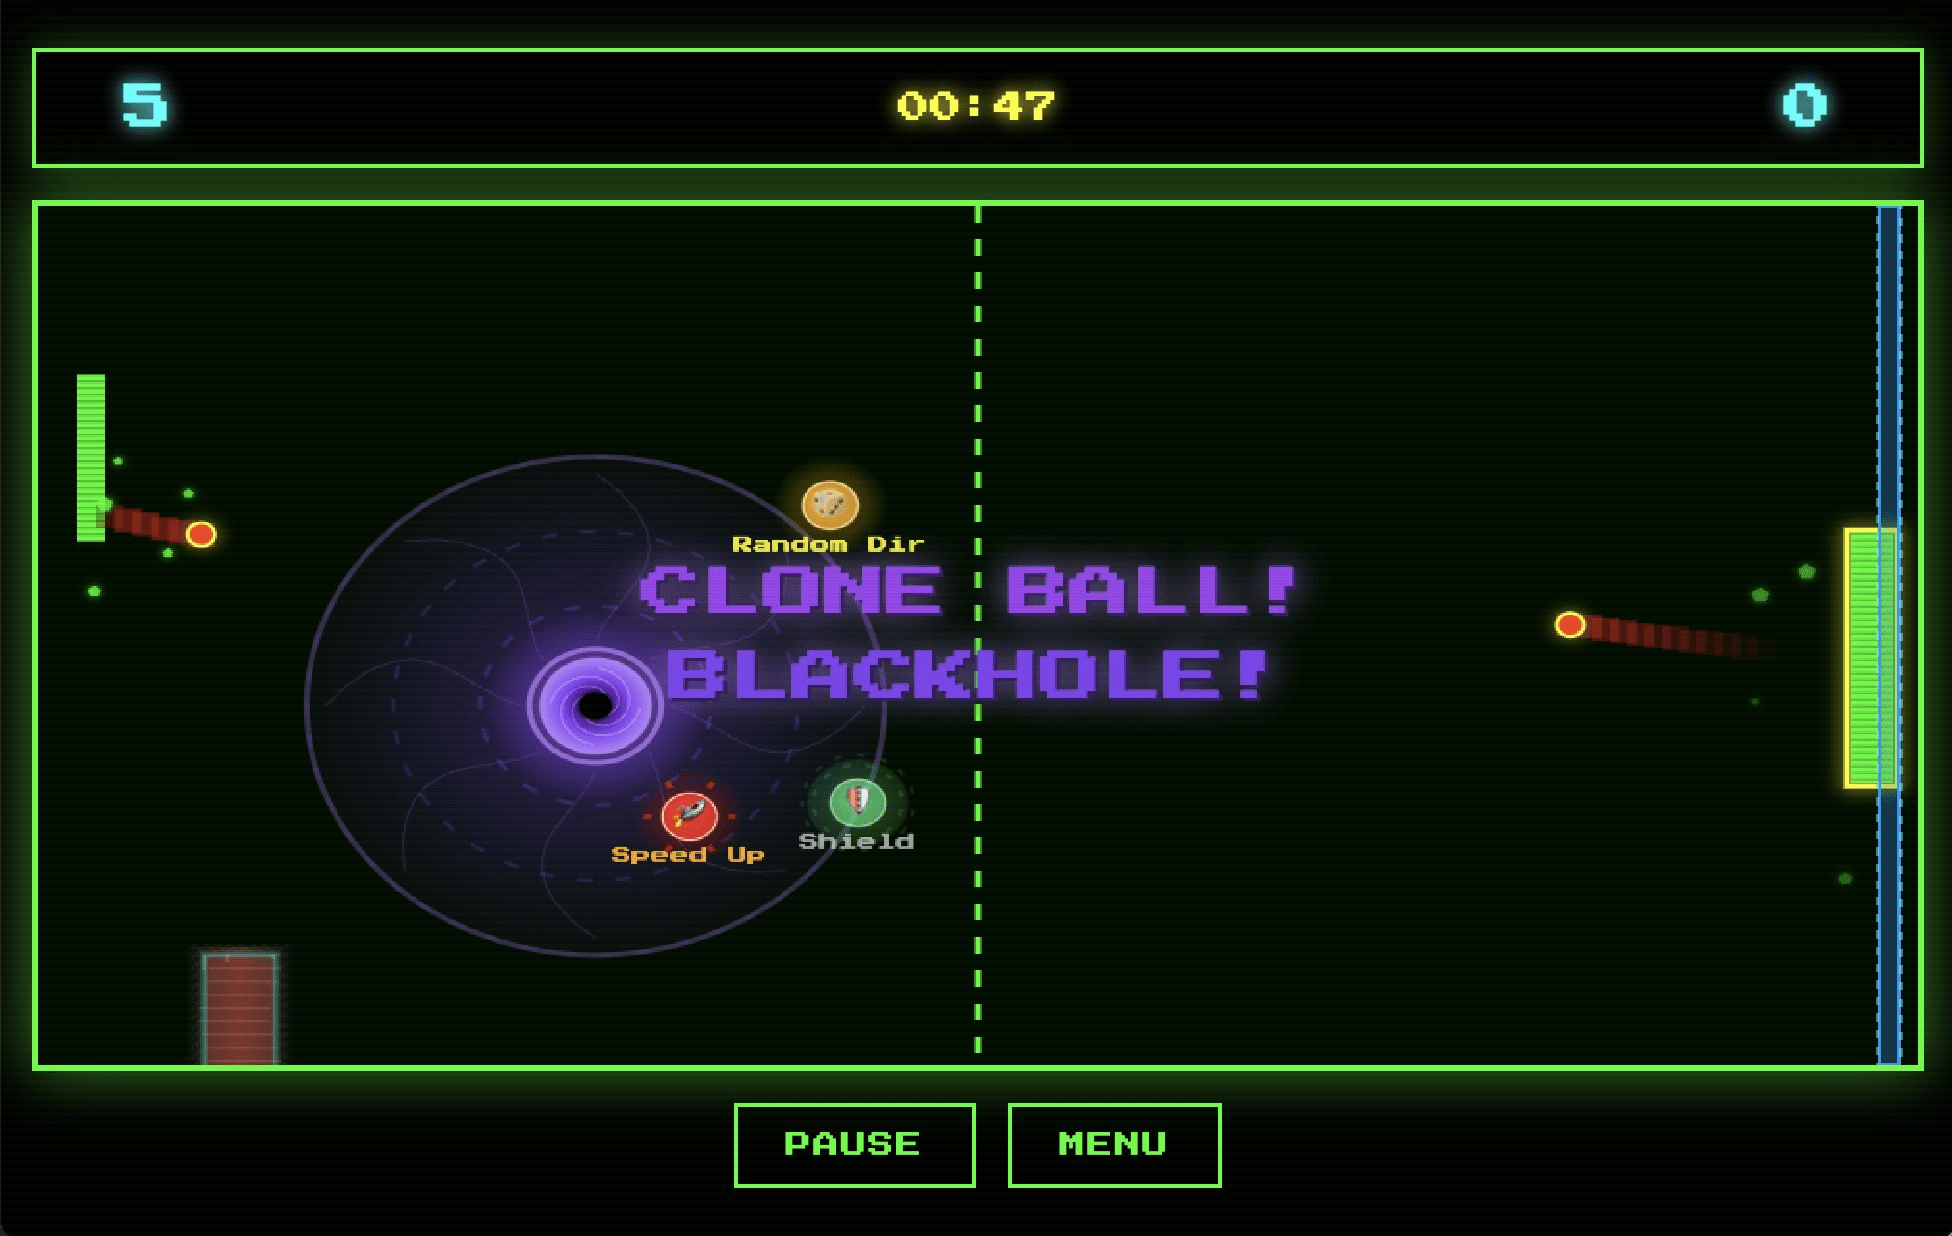 5
00:47
0
Random Dir
CLONE BALL!
BLACKHOLE!
Speed Up
Shield
PAUSE
MENU